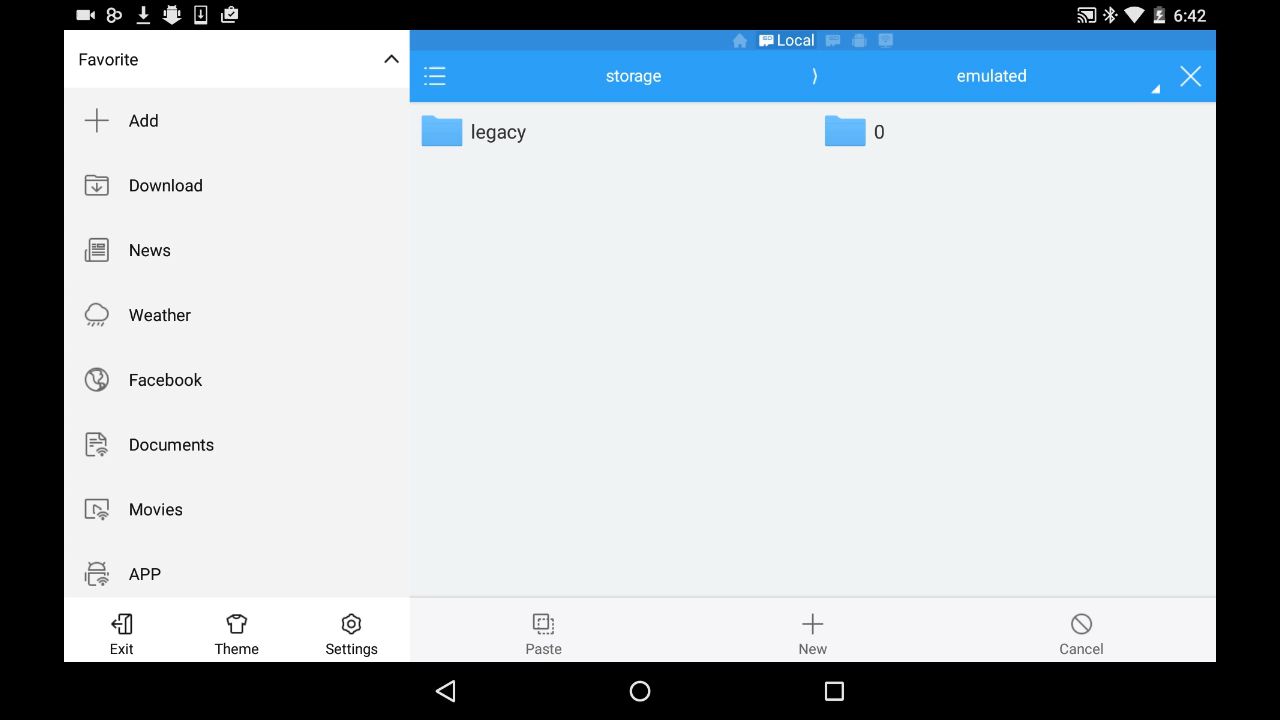 6:42
Favorite
Add
Download
News
Weather
Facebook
Documents
Movies
APP
Exit
Theme
Settings
Local
storage
emulated
legacy
0
Paste
New
Cancel